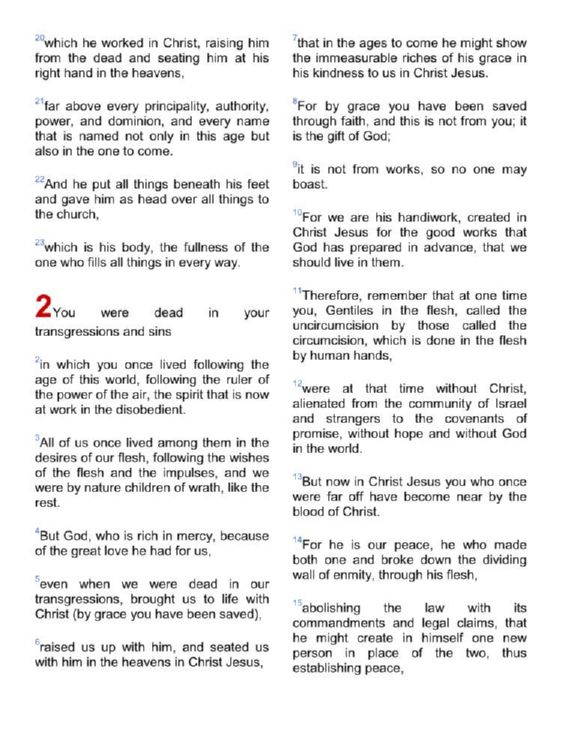 20which he worked in Christ, raising him
from the dead and seating him at his
right hand in the heavens,
21far above every principality, authority,
power, and dominion, and every name
that is named not only in this age but
also in the one to come.
22And he put all things beneath his feet
and gave him as head over all things to
the church,
23which is his body, the fullness of the
one who fills all things in every way.
2You were dead in your
transgressions and sins
2in which you once lived following the
age of this world, following the ruler of
the power of the air, the spirit that is now
at work in the disobedient.
3All of us once lived among them in the
desires of our flesh, following the wishes
of the flesh and the impulses, and we
were by nature children of wrath, like the
rest.
4But God, who is rich in mercy, because
of the great love he had for us,
5even when we were dead in our
transgressions, brought us to life with
Christ (by grace you have been saved),
6raised us up with him, and seated us
with him in the heavens in Christ Jesus,
7that in the ages to come he might show
the immeasurable riches of his grace in
his kindness to us in Christ Jesus.
8For by grace you have been saved
through faith, and this is not from you; it
is the gift of God;
9it is not from works, so no one may
boast.
10For we are his handiwork, created in
Christ Jesus for the good works that
God has prepared in advance, that we
should live in them.
11Therefore, remember that at one time
you, Gentiles in the flesh, called the
uncircumcision by those called the
circumcision, which is done in the flesh
by human hands,
12were at that time without Christ,
alienated from the community of Israel
and strangers to the covenants of
promise, without hope and without God
in the world.
13But now in Christ Jesus you who once
were far off have become near by the
blood of Christ.
14For he is our peace, he who made
both one and broke down the dividing
wall of enmity, through his flesh,
15abolishing the law with its
commandments and legal claims, that
he might create in himself one new
person in place of the two, thus
establishing peace,